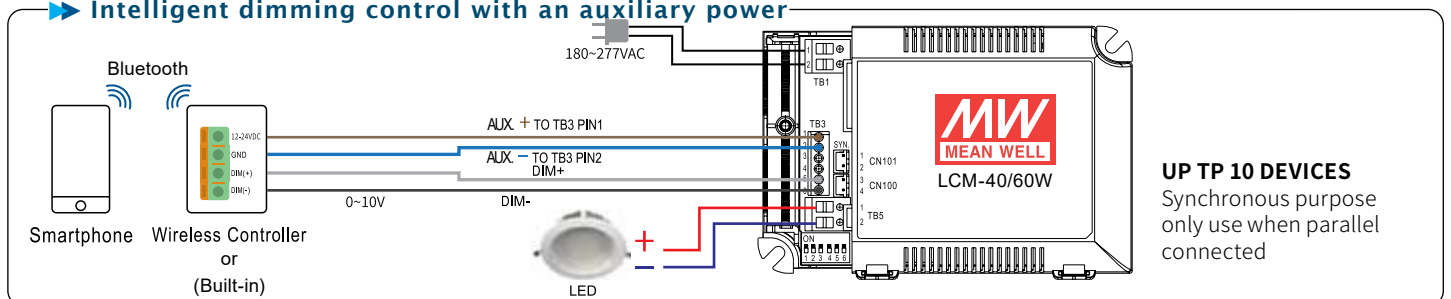 Intelligent dimming control with an auxiliary power
180~277VAC
Bluetooth
Smartphone
Wireless Controller
or
(Built-in)
12-24VDC
GND
DIM(+)
DIM(-)
0~10V
AUX. + TO TB3 PIN1
AUX. − TO TB3 PIN2
DIM+
DIM-
+
−
LED
1
2
TB1
TB3
1
2
3
4
5
6
SYN.
1
2
3
4
CN101
CN100
1
2
TB5
ON
1 2 3 4 5 6
MW
MEAN WELL
LCM-40/60W
UP TP 10 DEVICES
Synchronous purpose
only use when parallel
connected